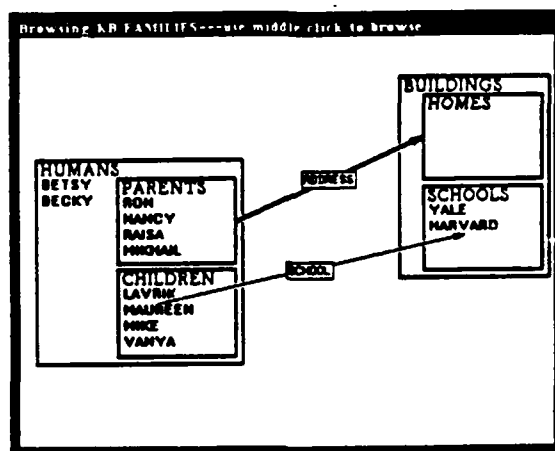 Browsing KB FAMILIES---use middle click to browse
BUILDINGS
HOMES
HUMANS
BETSY
BECKY
PARENTS
RON
NANCY
RAISA
MIKHAIL
ADDRESS
SCHOOLS
YALE
HARVARD
SCHOOL
CHILDREN
LAVRIK
MAUREEN
MIKE
VANYA